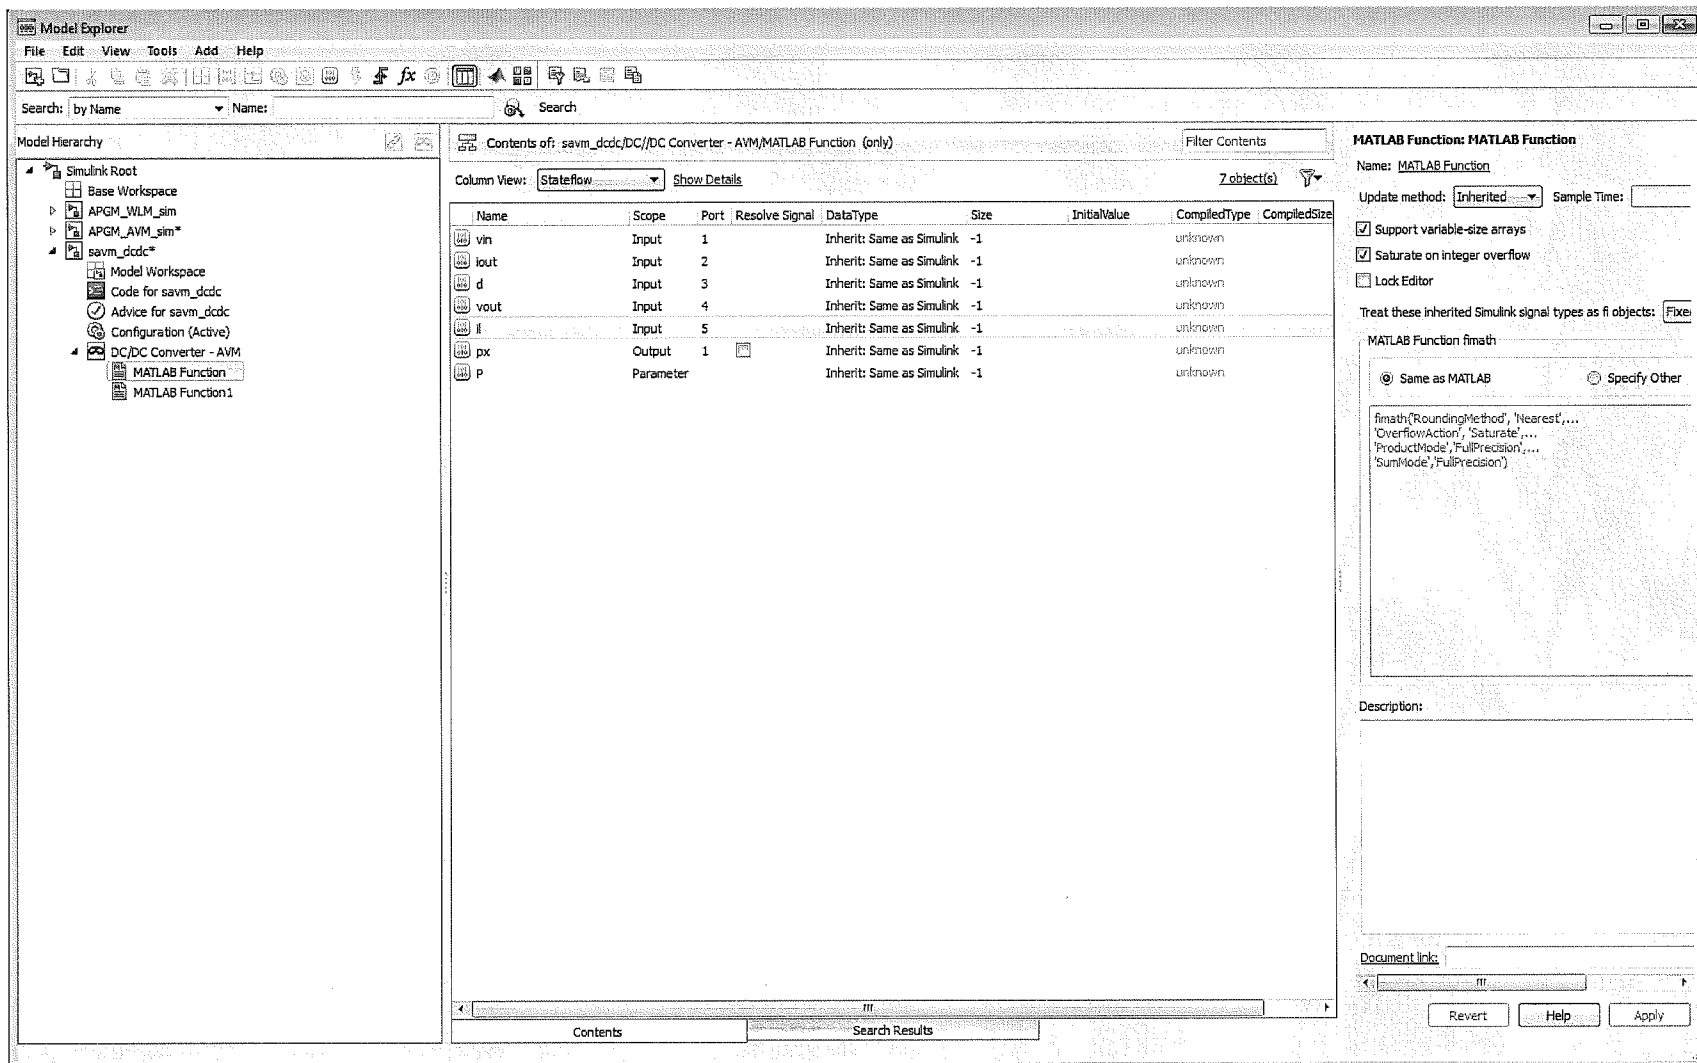 Model Explorer
File Edit View Tools Add Help
fx
Search: by Name Name: Search
Model Hierarchy
Simulink Root
Base Workspace
APGM_WLM_sim
APGM_AVM_sim*
savm_dcdc*
Model Workspace
Code for savm_dcdc
Advice for savm_dcdc
Configuration (Active)
DC/DC Converter - AVM
MATLAB Function
MATLAB Function1
Contents of: savm_dcdc/DC//DC Converter - AVM/MATLAB Function (only) Filter Contents
Column View: Stateflow Show Details 7 object(s)
Name Scope Port Resolve Signal DataType Size InitialValue CompiledType CompiledSize
vin Input 1 Inherit: Same as Simulink -1 unknown
iout Input 2 Inherit: Same as Simulink -1 unknown
d Input 3 Inherit: Same as Simulink -1 unknown
vout Input 4 Inherit: Same as Simulink -1 unknown
il Input 5 Inherit: Same as Simulink -1 unknown
px Output 1 Inherit: Same as Simulink -1 unknown
P Parameter Inherit: Same as Simulink -1 unknown
Contents Search Results
MATLAB Function: MATLAB Function
Name: MATLAB Function
Update method: Inherited Sample Time:
Support variable-size arrays
Saturate on integer overflow
Lock Editor
Treat these inherited Simulink signal types as fi objects: Fixe
MATLAB Function fimath
Same as MATLAB Specify Other
fimath('RoundingMethod', 'Nearest',...
'OverflowAction', 'Saturate',...
'ProductMode','FullPrecision',...
'SumMode','FullPrecision')
Description:
Document link:
Revert Help Apply